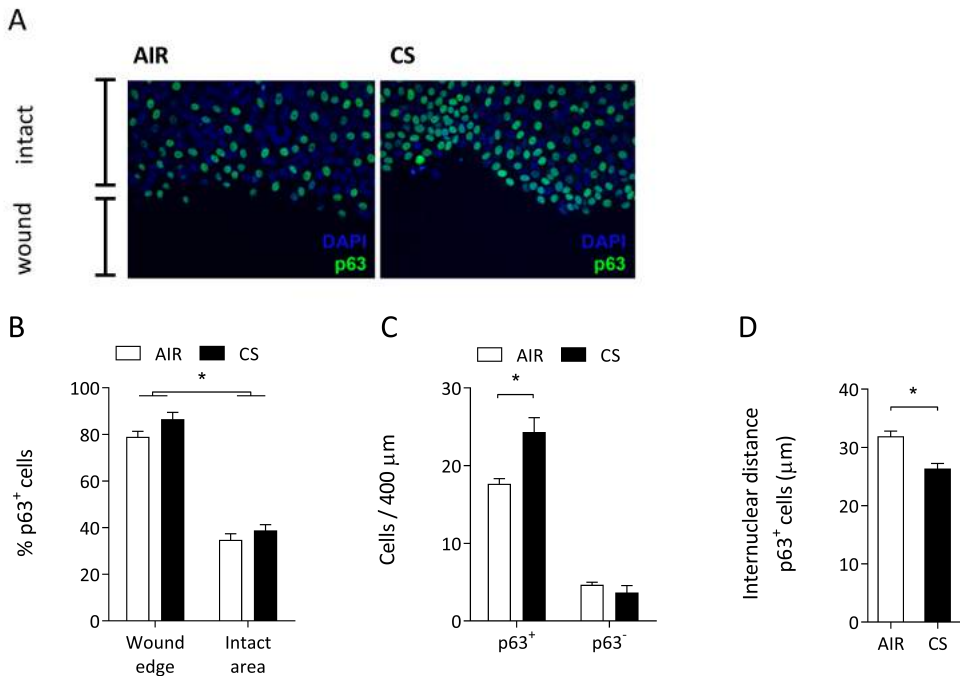 A
AIR
CS
intact
wound
DAPI
p63
DAPI
p63
B
AIR
CS
*
% p63⁺ cells
100
80
60
40
20
0
Wound edge
Intact area
C
AIR
CS
*
Cells / 400 µm
30
20
10
0
p63⁺
p63⁻
D
*
Internuclear distance
p63⁺ cells (µm)
40
30
20
10
0
AIR
CS